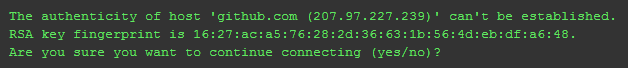 The authenticity of host 'github.com (207.97.227.239)' can't be established.
RSA key fingerprint is 16:27:ac:a5:76:28:2d:36:63:1b:56:4d:eb:df:a6:48.
Are you sure you want to continue connecting (yes/no)?